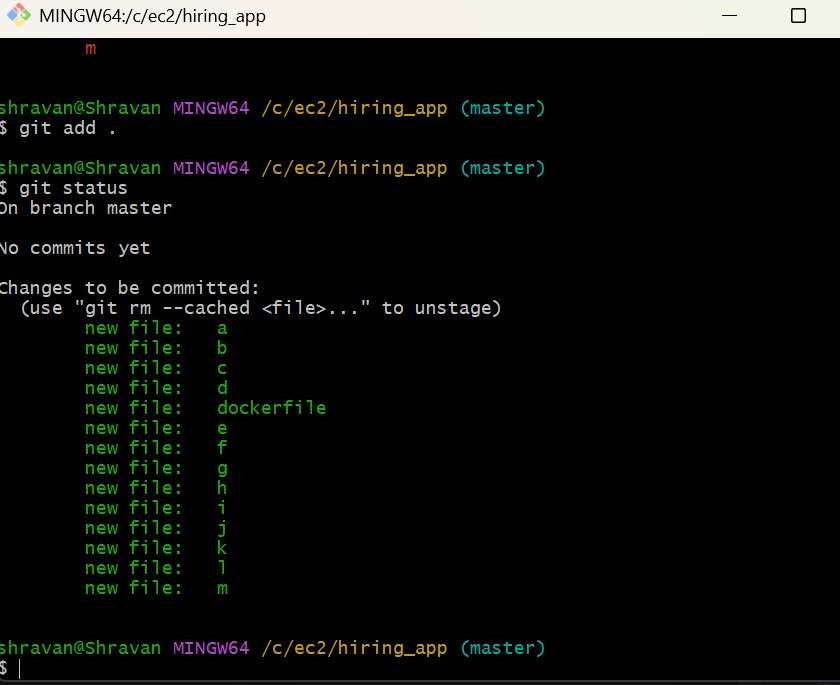 MINGW64:/c/ec2/hiring_app
m
shravan@Shravan MINGW64 /c/ec2/hiring_app (master)
$ git add .
shravan@Shravan MINGW64 /c/ec2/hiring_app (master)
$ git status
On branch master
No commits yet
Changes to be committed:
  (use "git rm --cached <file>..." to unstage)
        new file:   a
        new file:   b
        new file:   c
        new file:   d
        new file:   dockerfile
        new file:   e
        new file:   f
        new file:   g
        new file:   h
        new file:   i
        new file:   j
        new file:   k
        new file:   l
        new file:   m
shravan@Shravan MINGW64 /c/ec2/hiring_app (master)
$